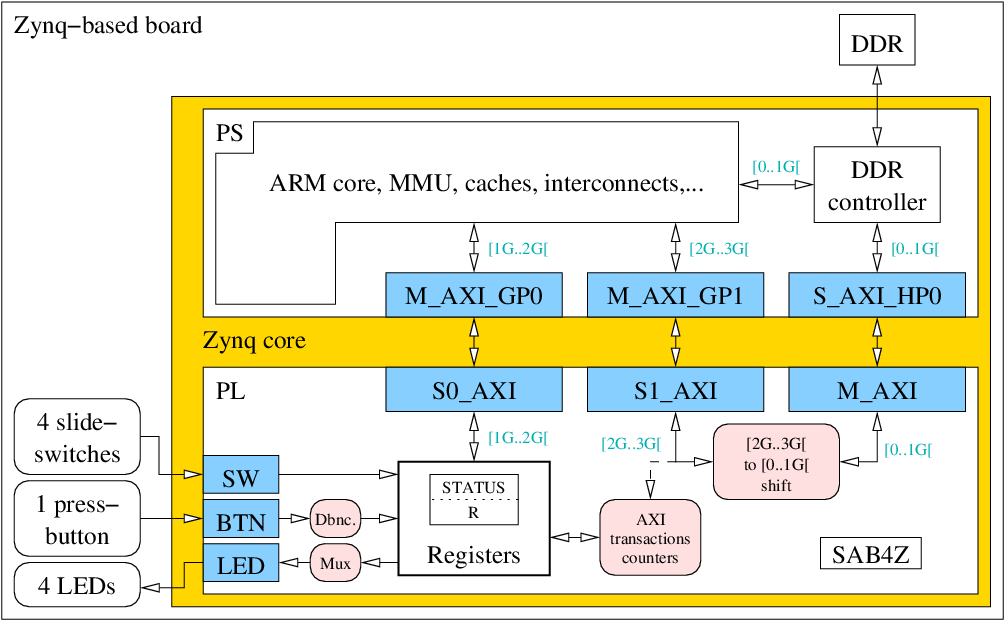 Zynq−based board
DDR
PS
ARM core, MMU, caches, interconnects,...
[0..1G[
DDR
controller
[1G..2G[
[2G..3G[
[0..1G[
M_AXI_GP0
M_AXI_GP1
S_AXI_HP0
Zynq core
PL
S0_AXI
S1_AXI
M_AXI
4 slide−
switches
[1G..2G[
[2G..3G[
[2G..3G[
to [0..1G[
shift
[0..1G[
SW
1 press−
button
BTN
Dbnc.
STATUS
R
Registers
AXI
transactions
counters
LED
Mux
4 LEDs
SAB4Z